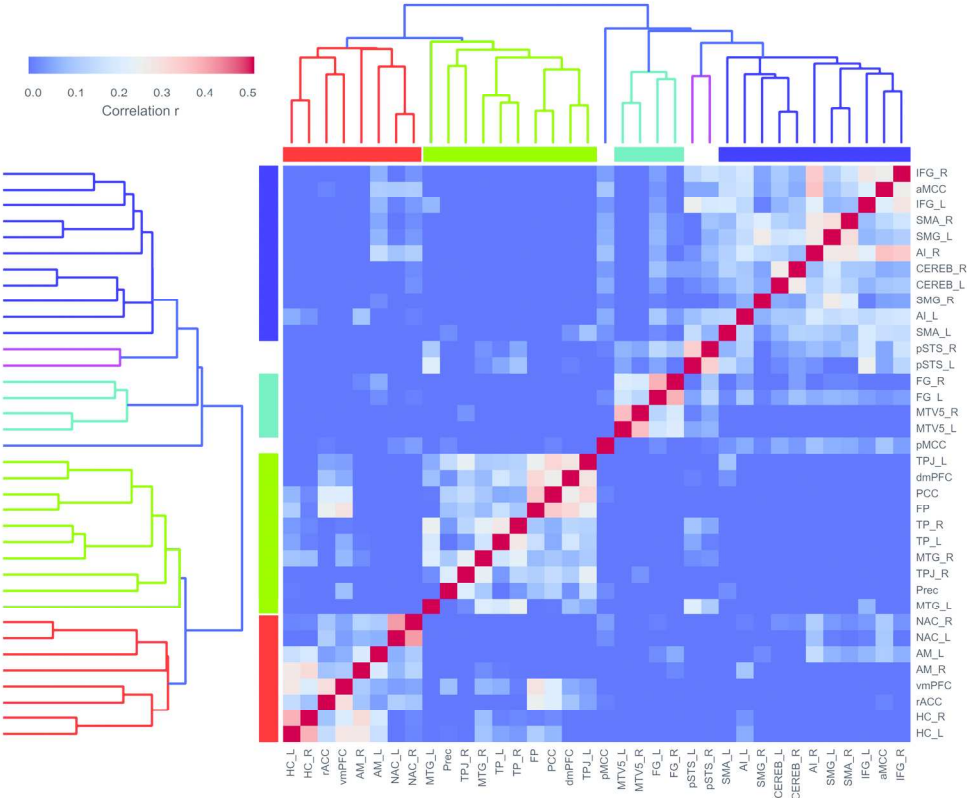 0.0 0.1 0.2 0.3 0.4 0.5
Correlation r
IFG_R
aMCC
IFG_L
SMA_R
SMG_L
AI_R
CEREB_R
CEREB_L
SMG_R
AI_L
SMA_L
pSTS_R
pSTS_L
FG_R
FG_L
MTV5_R
MTV5_L
pMCC
TPJ_L
dmPFC
PCC
FP
TP_R
TP_L
MTG_R
TPJ_R
Prec
MTG_L
NAC_R
NAC_L
AM_L
AM_R
vmPFC
rACC
HC_R
HC_L
HC_L
HC_R
rACC
vmPFC
AM_R
AM_L
NAC_L
NAC_R
MTG_L
Prec
TPJ_R
MTG_R
TP_L
TP_R
FP
PCC
dmPFC
TPJ_L
pMCC
MTV5_L
MTV5_R
FG_L
FG_R
pSTS_L
pSTS_R
SMA_L
AI_L
SMG_R
CEREB_L
CEREB_R
AI_R
SMG_L
SMA_R
IFG_L
aMCC
IFG_R